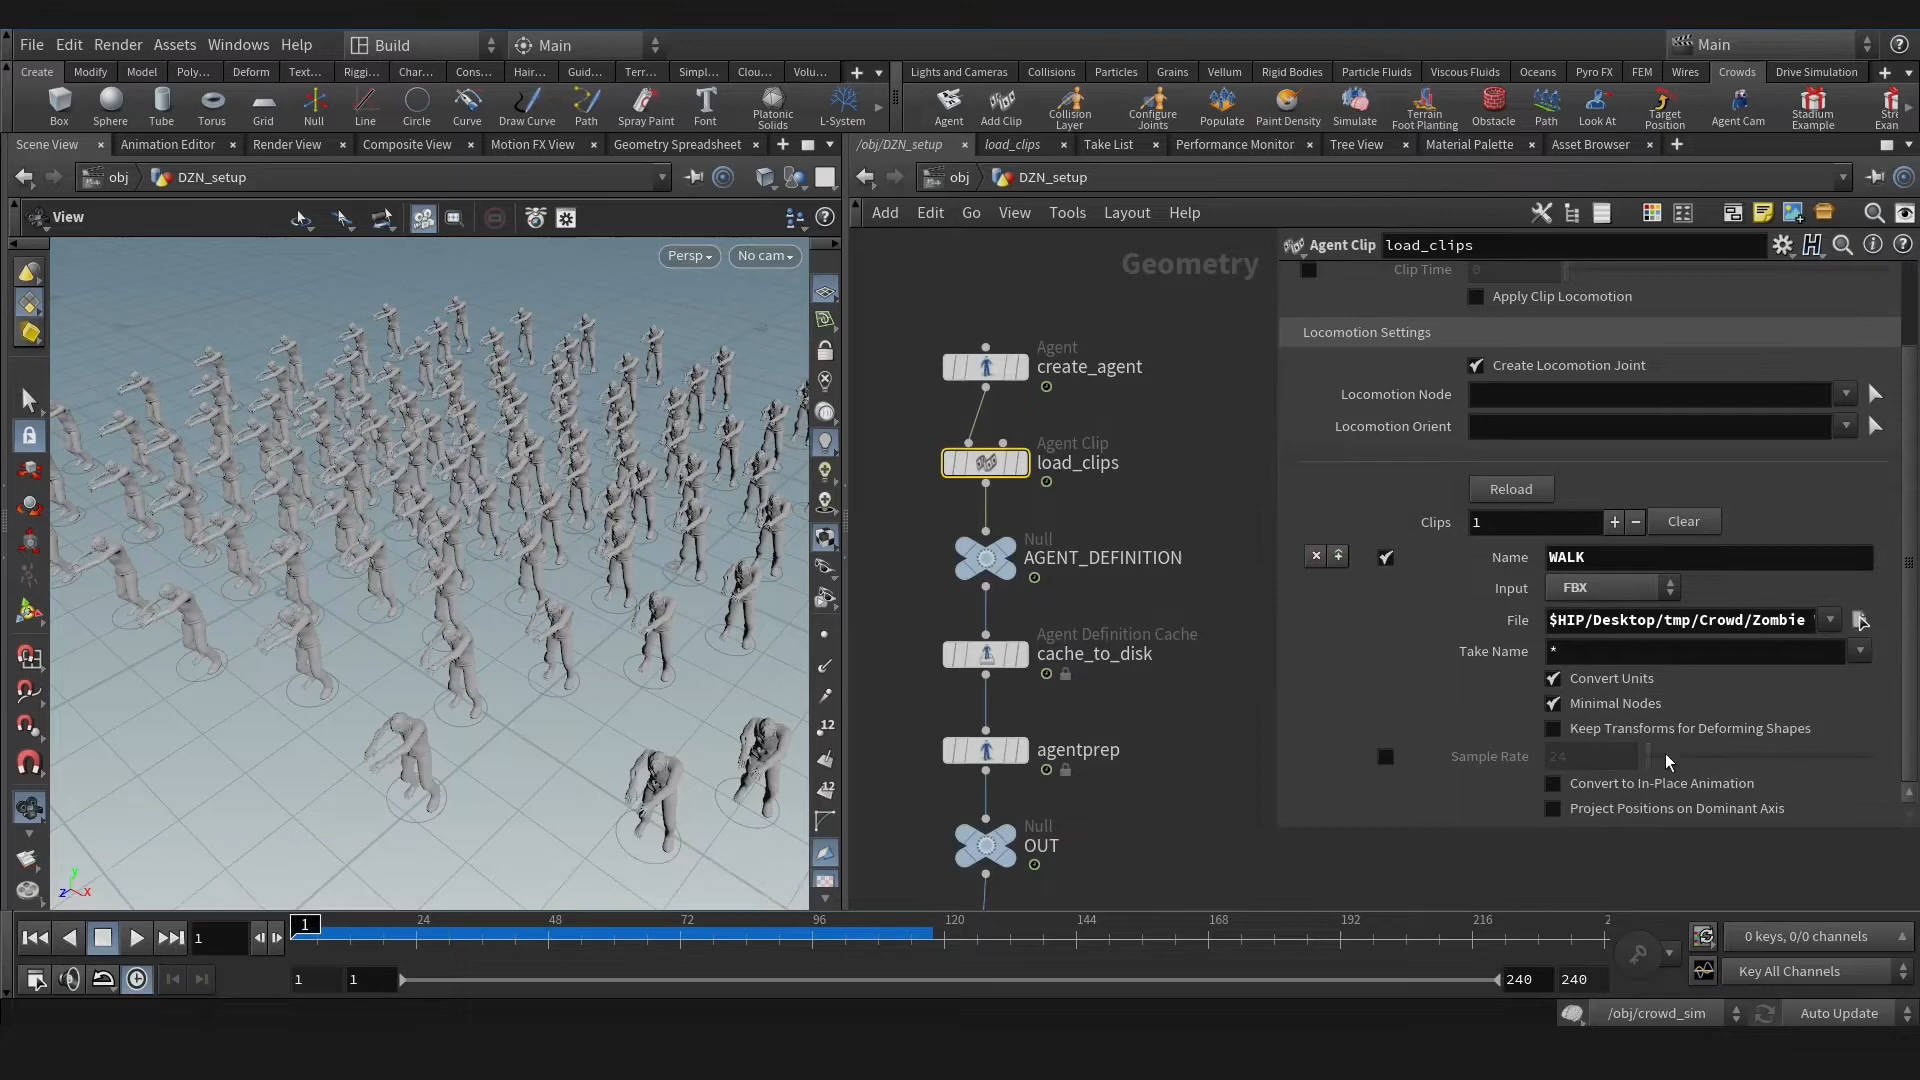 File Edit Render Assets Windows Help Build Main Main
Create Modify Model Poly... Deform Text... Riggi... Char... Cons... Hair... Guid... Terr... Simpl... Clou... Volu... Lights and Cameras Collisions Particles Grains Vellum Rigid Bodies Particle Fluids Viscous Fluids Oceans Pyro FX FEM Wires Crowds Drive Simulation
Box Sphere Tube Torus Grid Null Line Circle Curve Draw Curve Path Spray Paint Font Platonic Solids L-System Agent Add Clip Collision Layer Configure Joints Populate Paint Density Simulate Terrain Foot Planting Obstacle Path Look At Target Position Agent Cam Stadium Example Stre Exan
Scene View Animation Editor Render View Composite View Motion FX View Geometry Spreadsheet /obj/DZN_setup load_clips Take List Performance Monitor Tree View Material Palette Asset Browser
obj DZN_setup obj DZN_setup
View Add Edit Go View Tools Layout Help
Persp No cam
Geometry
Agent Clip load_clips
Clip Time 0
Apply Clip Locomotion
Locomotion Settings
Create Locomotion Joint
Locomotion Node
Locomotion Orient
Reload
Clips 1 Clear
Name WALK
Input FBX
File $HIP/Desktop/tmp/Crowd/Zombie
Take Name *
Convert Units
Minimal Nodes
Keep Transforms for Deforming Shapes
Sample Rate 24
Convert to In-Place Animation
Project Positions on Dominant Axis
Agent
create_agent
Agent Clip
load_clips
Null
AGENT_DEFINITION
Agent Definition Cache
cache_to_disk
agentprep
Null
OUT
12
12
y
z x
1 1 24 48 72 96 120 144 168 192 216 2
0 keys, 0/0 channels
1 1 240 240 Key All Channels
/obj/crowd_sim Auto Update